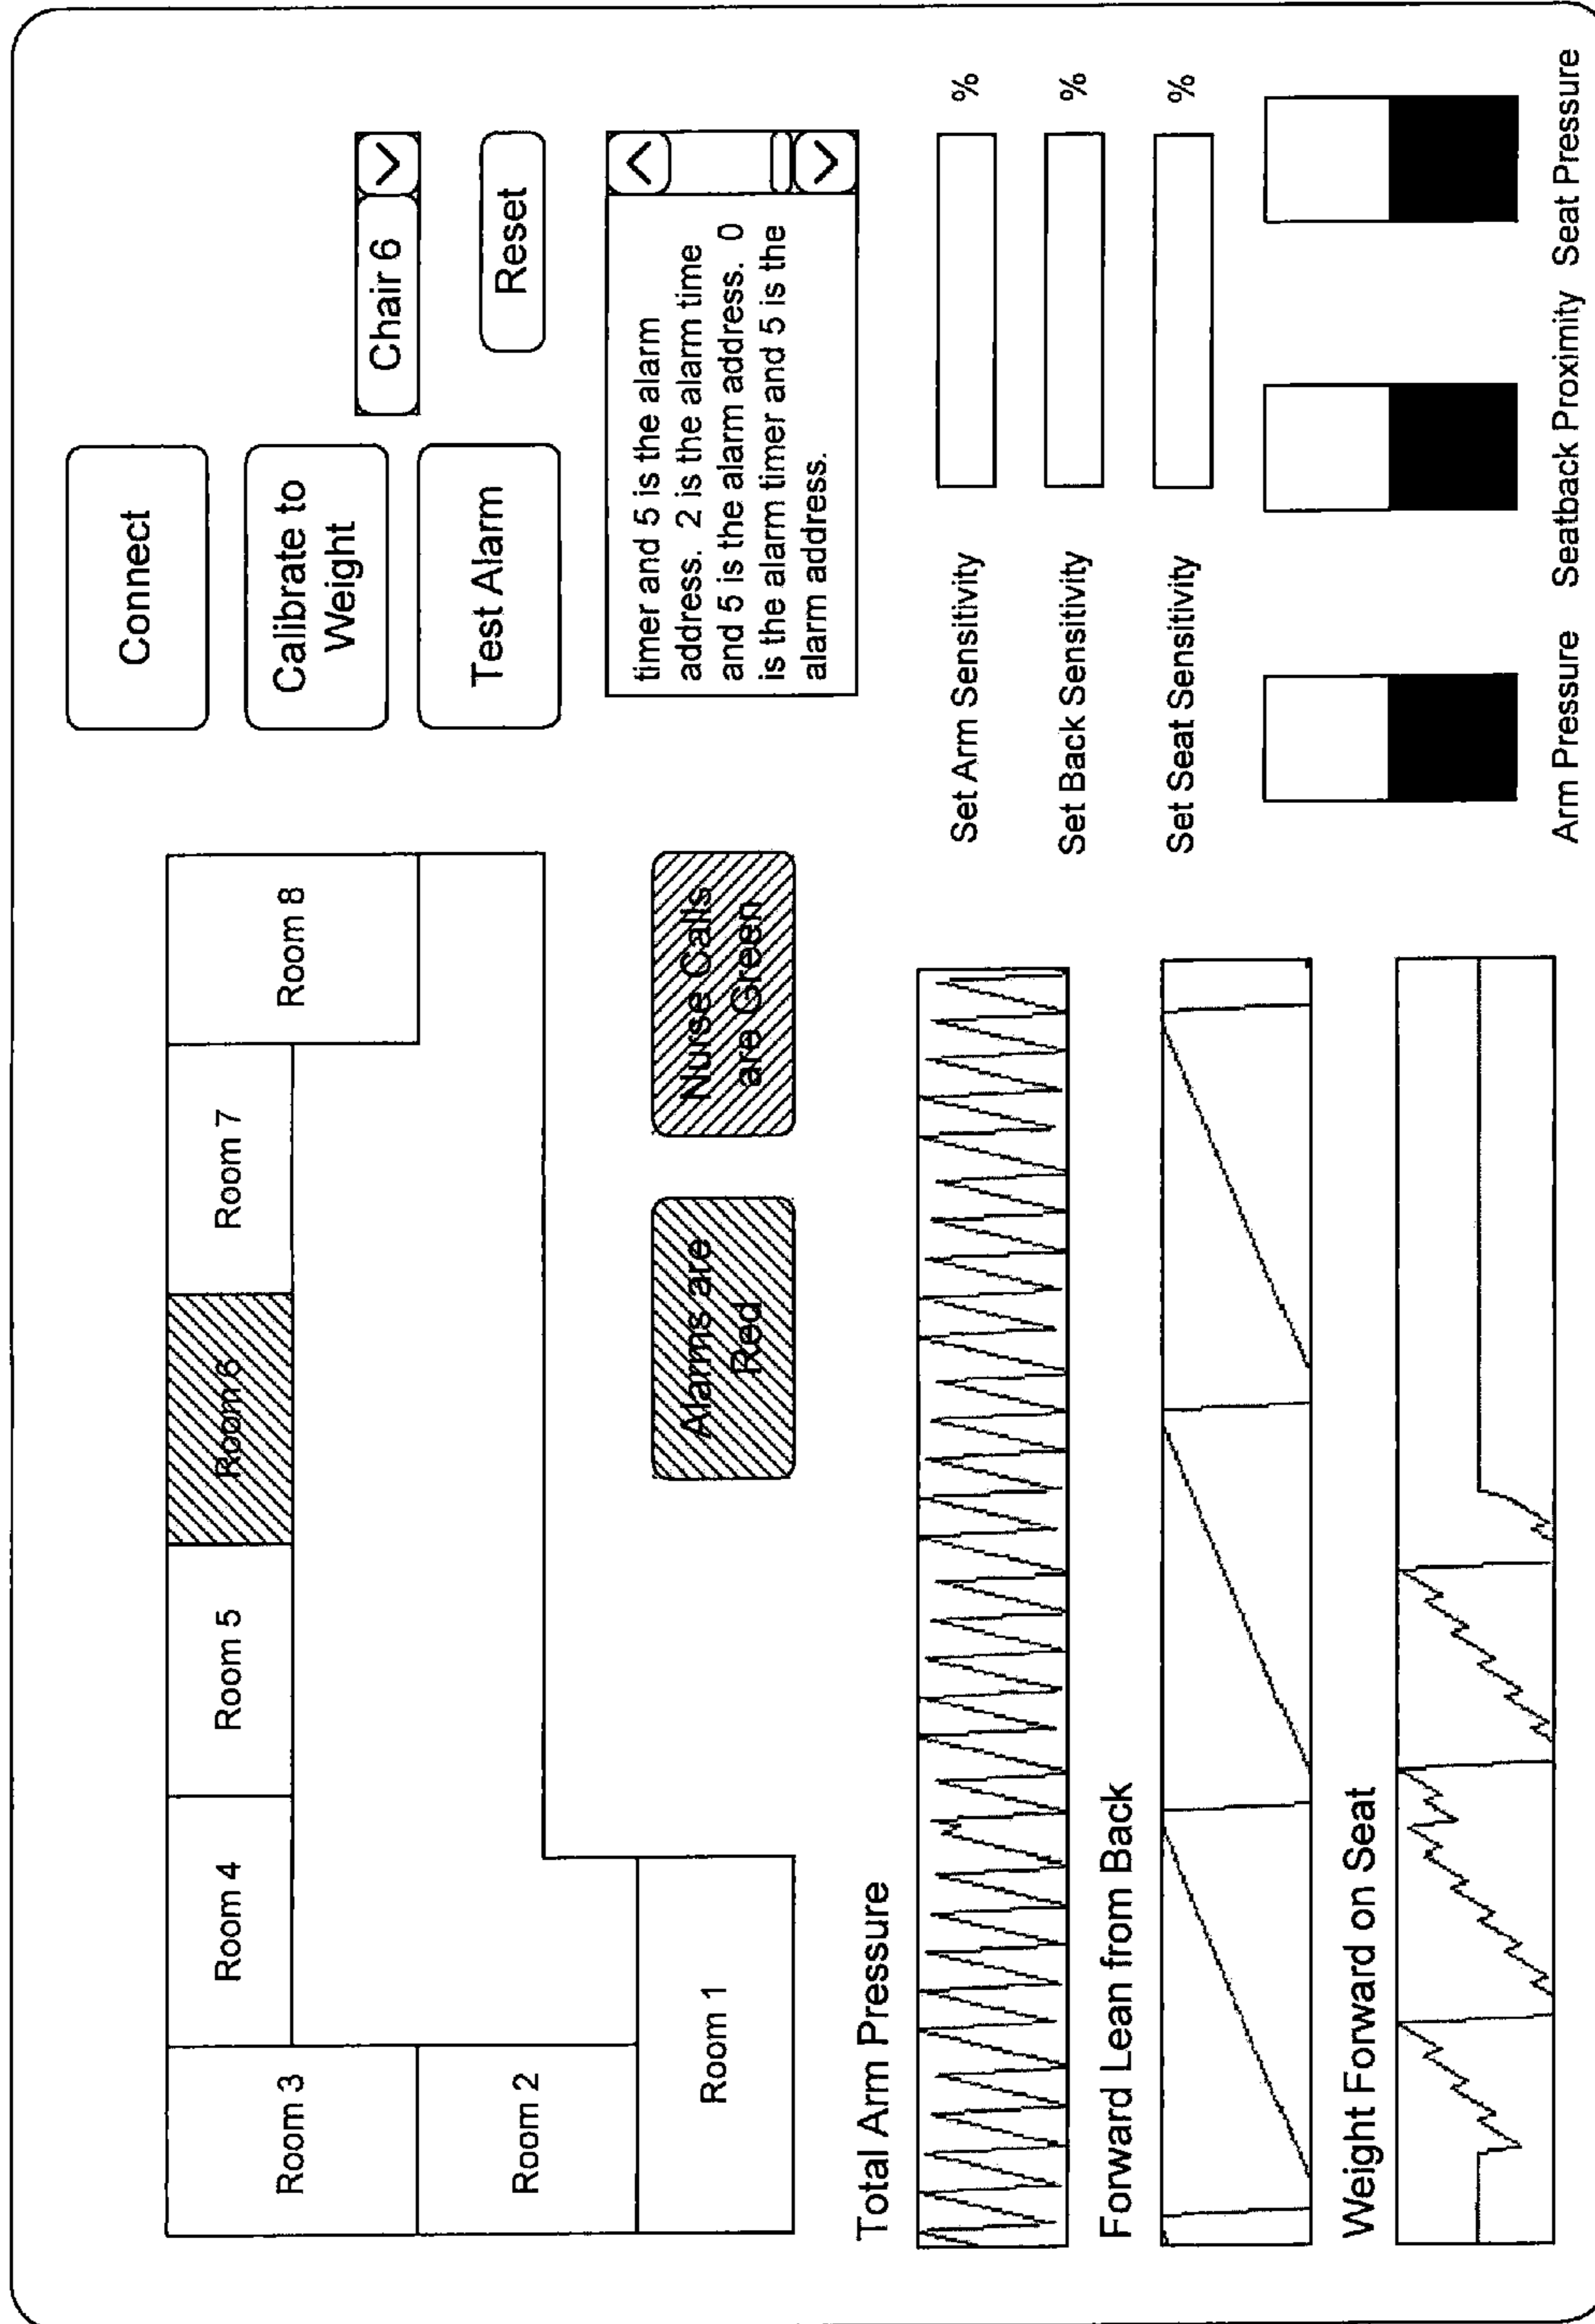 Connect
Calibrate to
Weight
Test Alarm
Chair 6
Reset
Room 3
Room 4
Room 5
Room 6
Room 7
Room 8
Room 2
Room 1
Alarms are
Red
Nurse Calls
are Green
timer and 5 is the alarm
address. 2 is the alarm time
and 5 is the alarm address. 0
is the alarm timer and 5 is the
alarm address.
Total Arm Pressure
Forward Lean from Back
Weight Forward on Seat
Set Arm Sensitivity %
Set Back Sensitivity %
Set Seat Sensitivity %
Arm Pressure Seatback Proximity Seat Pressure